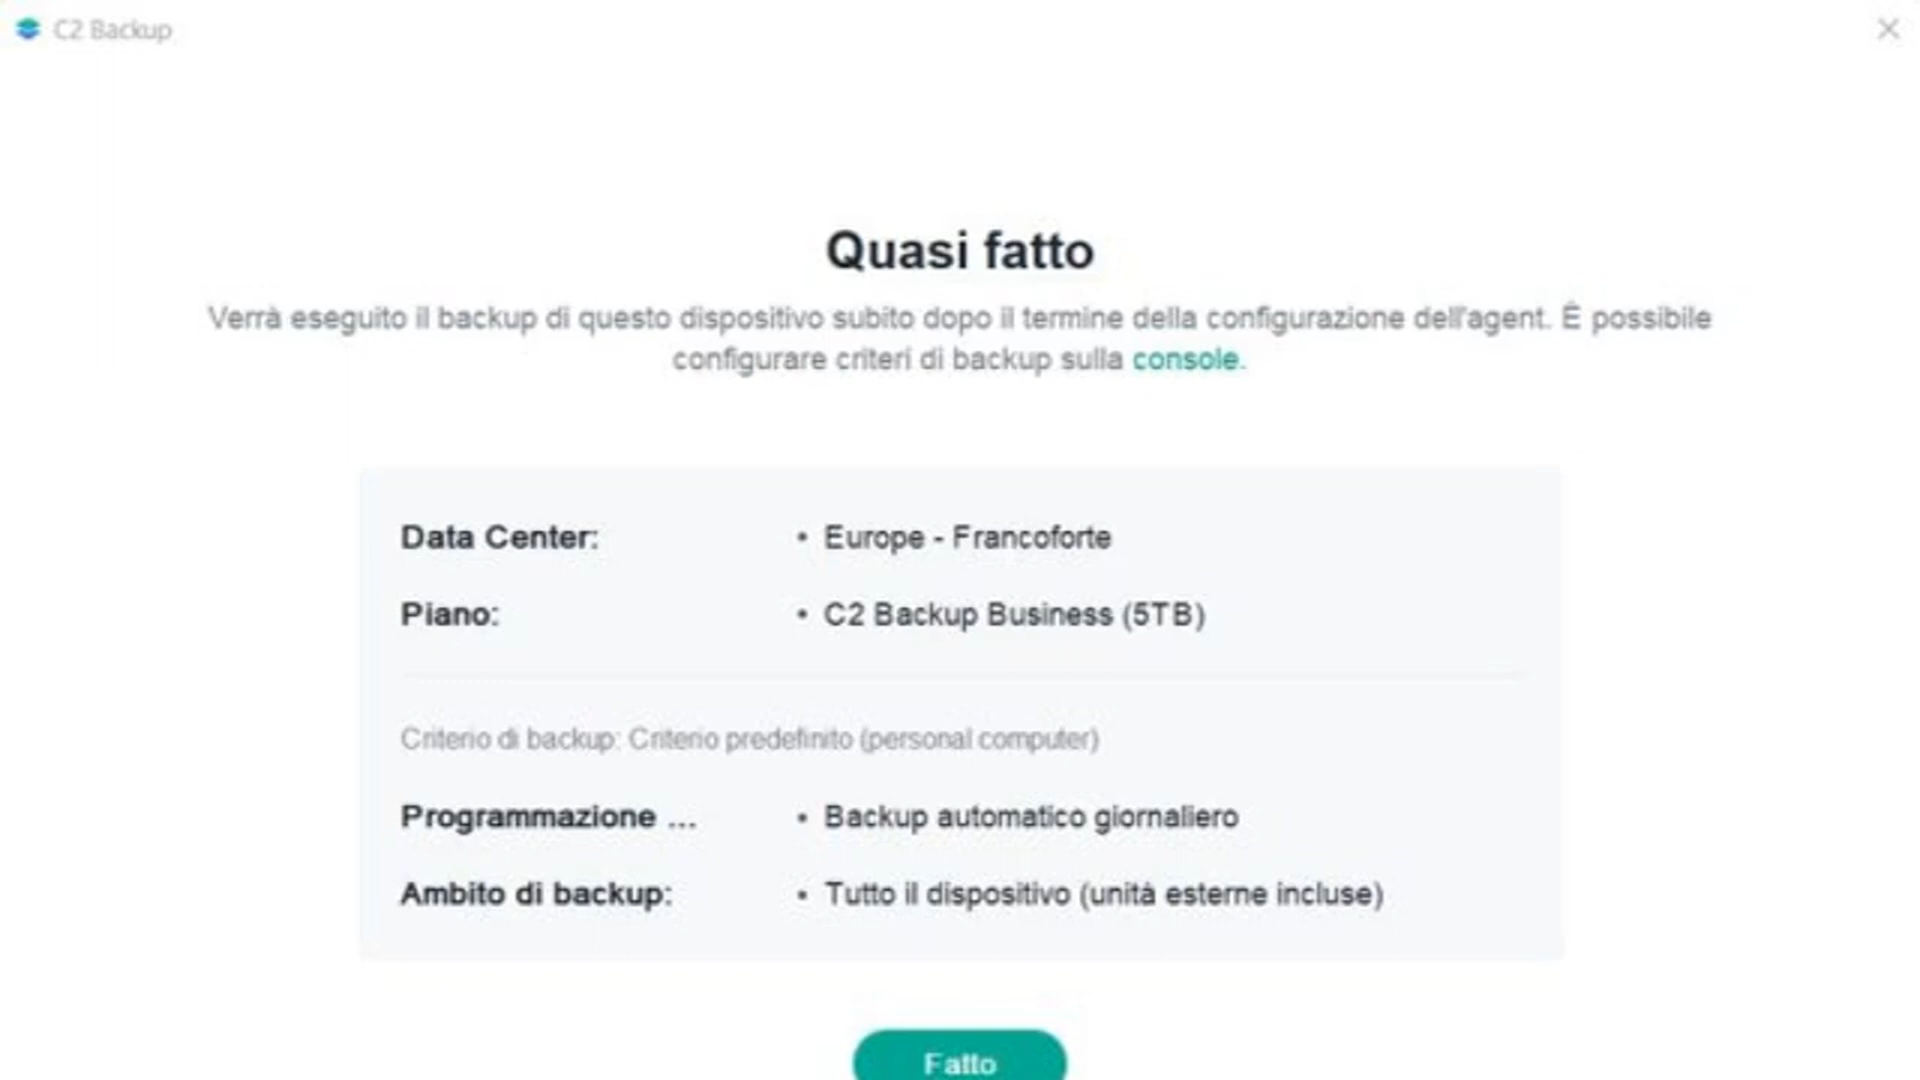 C2 Backup
Quasi fatto
Verrà eseguito il backup di questo dispositivo subito dopo il termine della configurazione dell'agent. È possibile
configurare criteri di backup sulla console.
Data Center: • Europe - Francoforte
Piano: • C2 Backup Business (5TB)
Criterio di backup: Criterio predefinito (personal computer)
Programmazione ... • Backup automatico giornaliero
Ambito di backup: • Tutto il dispositivo (unità esterne incluse)
Fatto